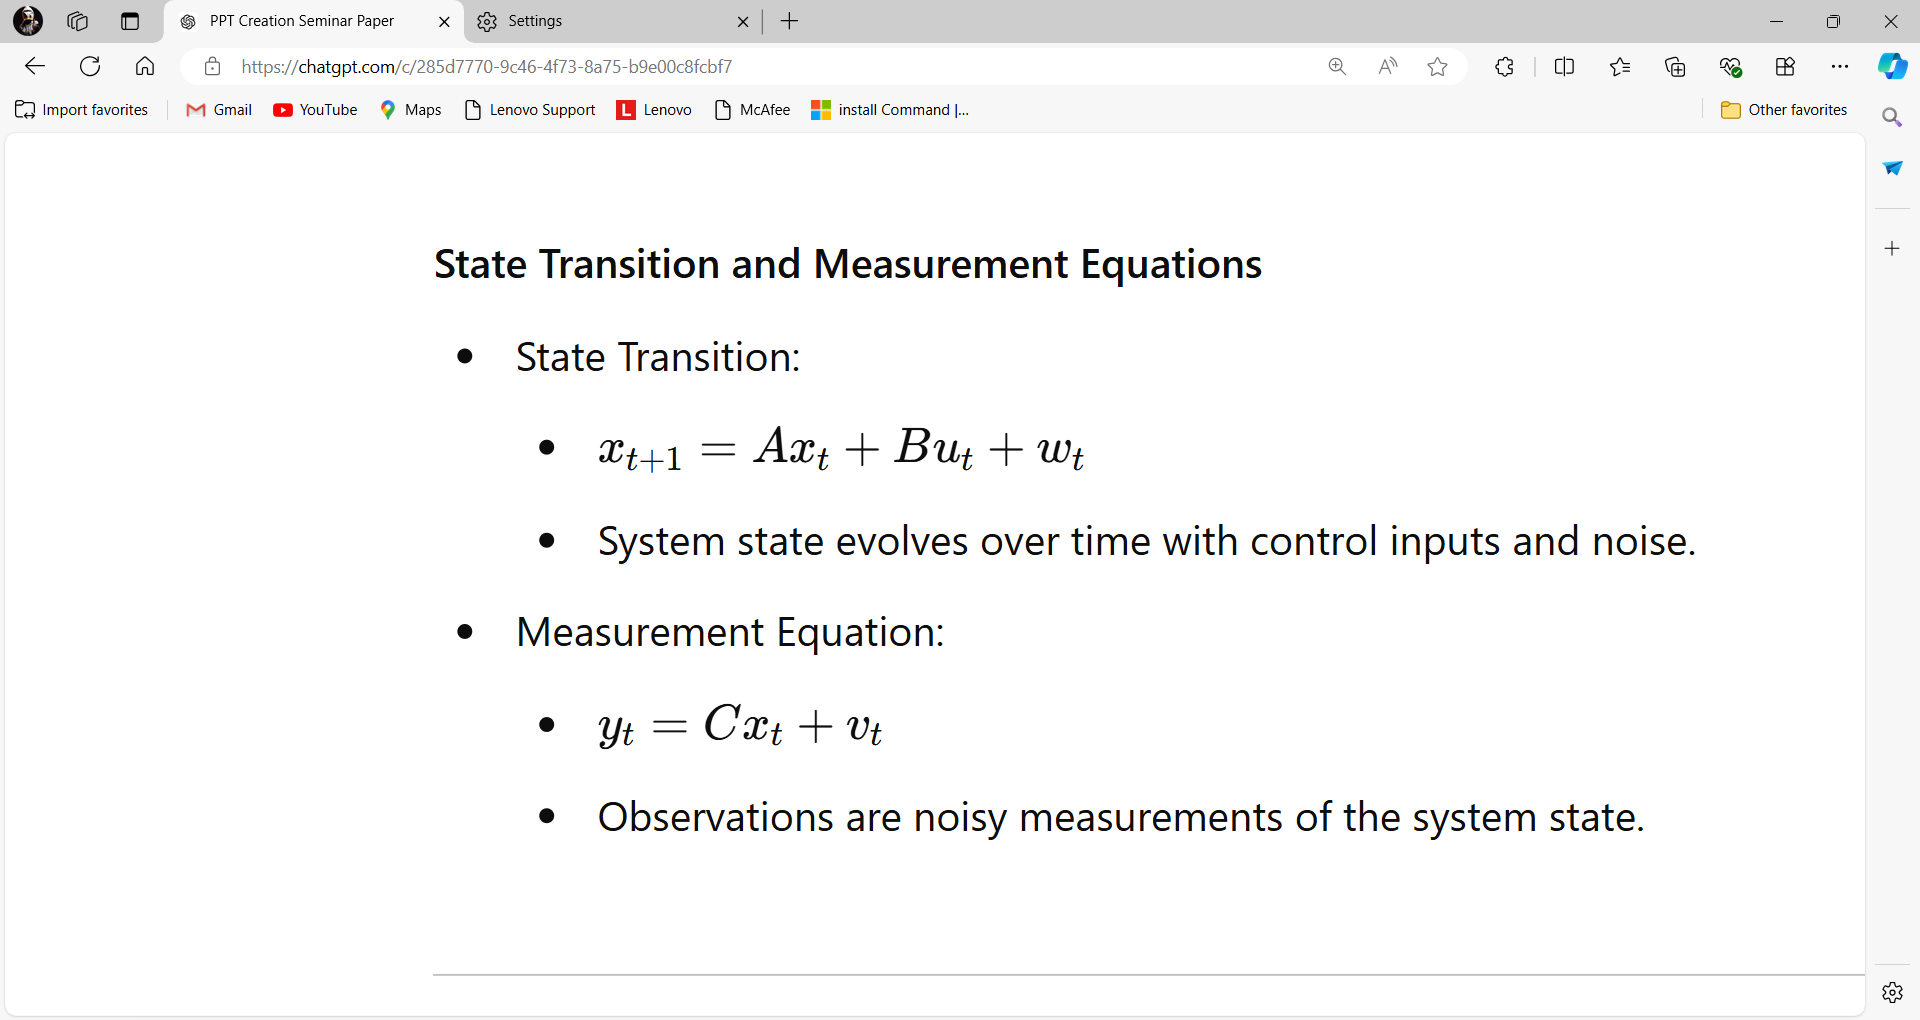 PPT Creation Seminar Paper
Settings
https://chatgpt.com/c/285d7770-9c46-4f73-8a75-b9e00c8fcbf7
Import favorites
Gmail
YouTube
Maps
Lenovo Support
L Lenovo
McAfee
install Command |...
Other favorites
State Transition and Measurement Equations
• State Transition:
• x_{t+1} = Ax_t + Bu_t + w_t
• System state evolves over time with control inputs and noise.
• Measurement Equation:
• y_t = Cx_t + v_t
• Observations are noisy measurements of the system state.